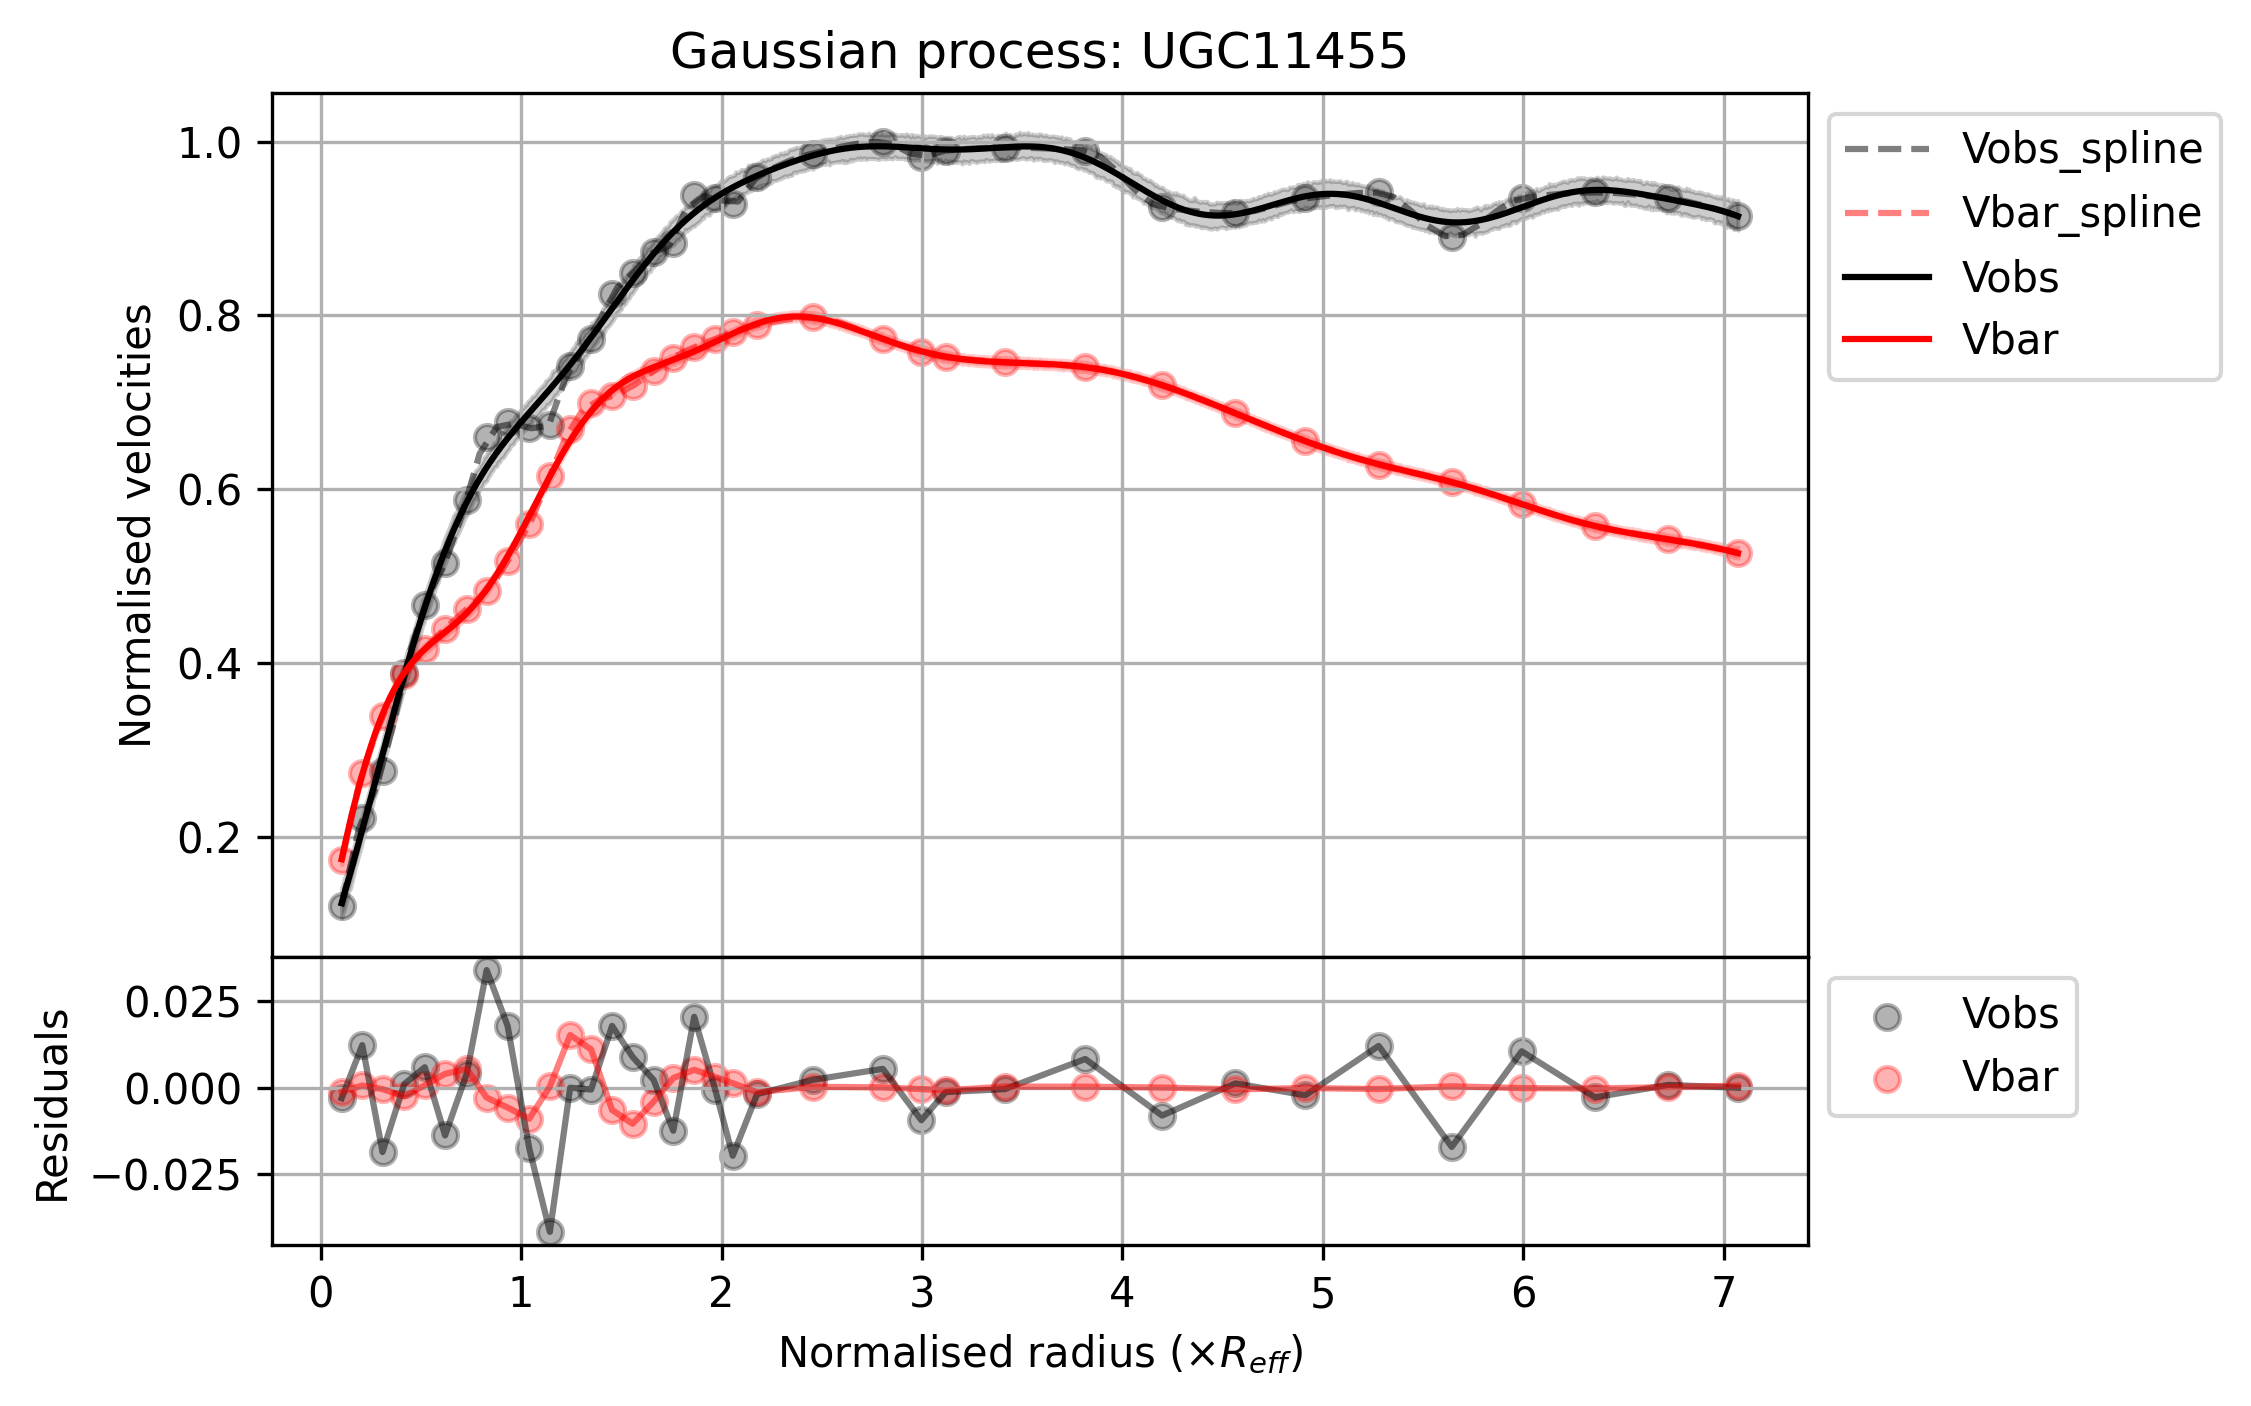 Gaussian process: UGC11455
Normalised velocities
1.0
0.8
0.6
0.4
0.2
Vobs_spline
Vbar_spline
Vobs
Vbar
Residuals
0.025
0.000
−0.025
Vobs
Vbar
0 1 2 3 4 5 6 7
Normalised radius (×R_{eff})